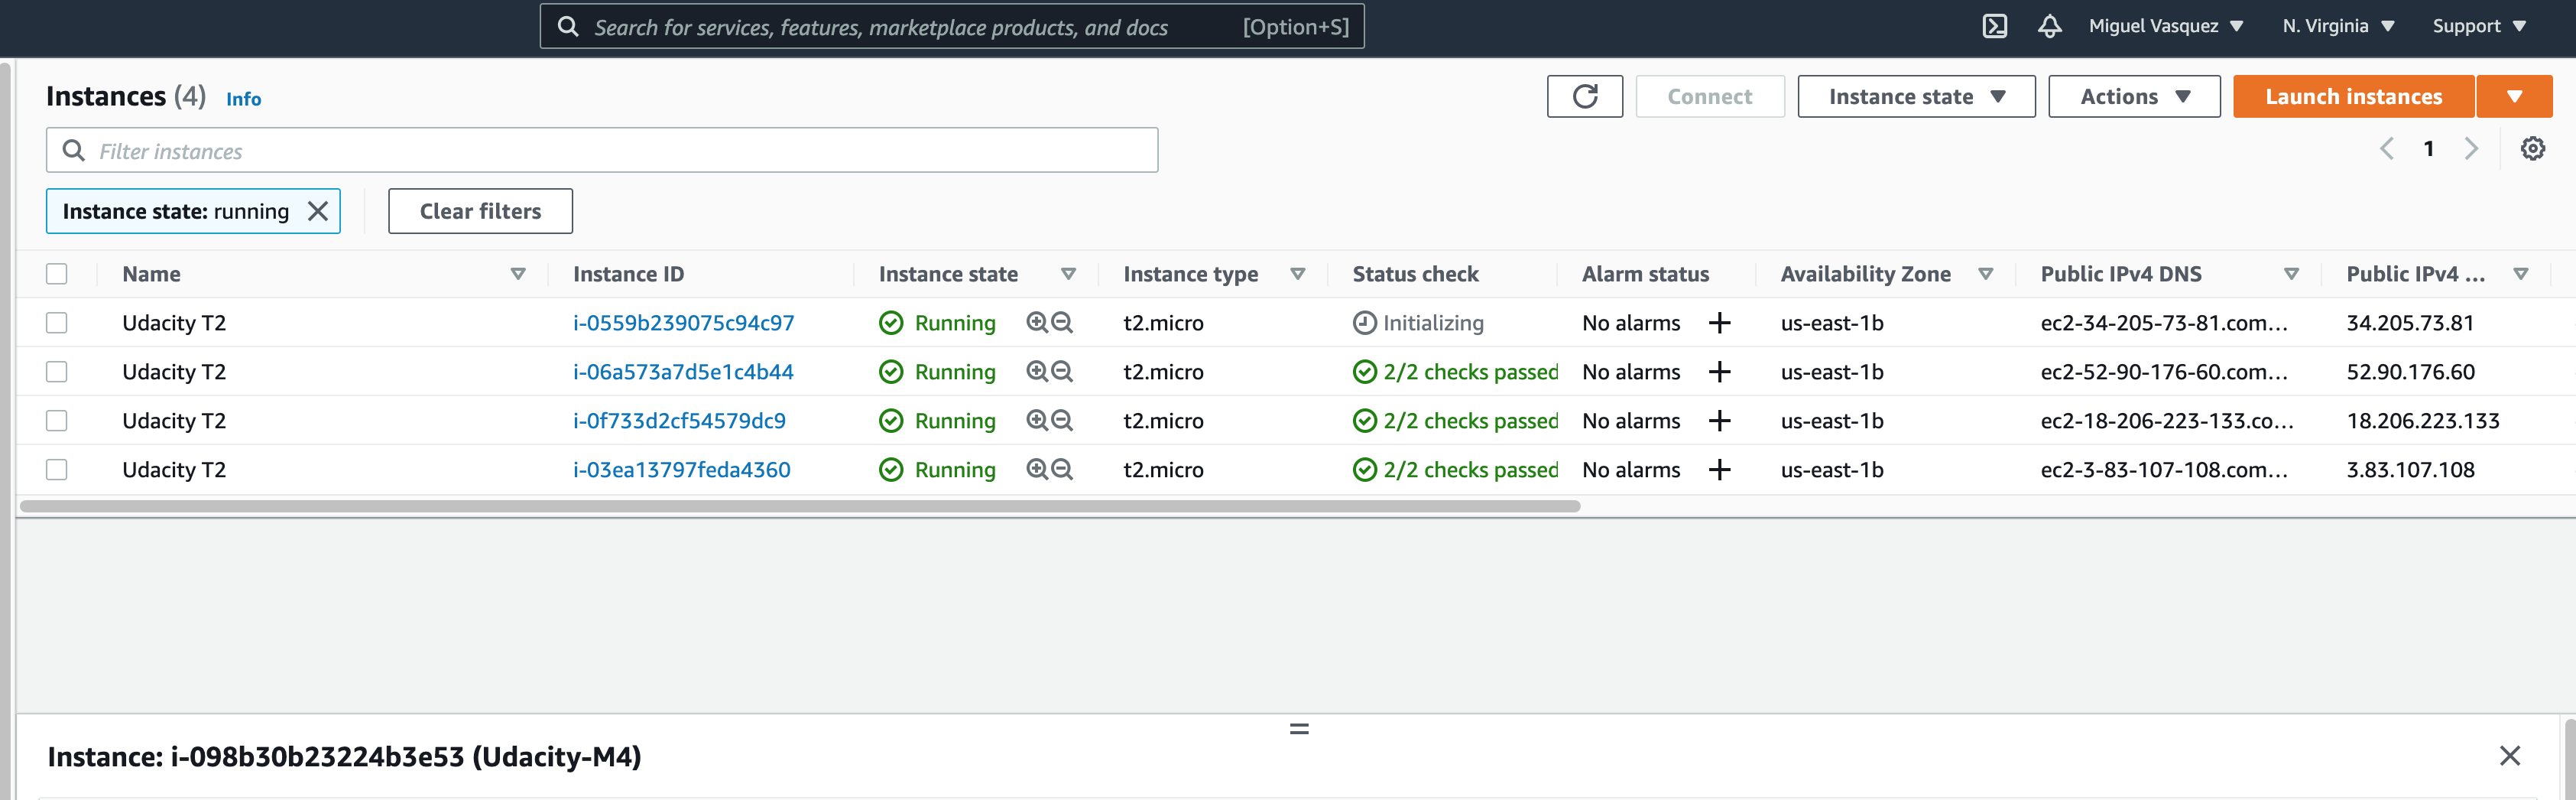 Search for services, features, marketplace products, and docs [Option+S] Miguel Vasquez N. Virginia Support
Instances (4) Info Connect Instance state Actions Launch instances
Filter instances 1
Instance state: running Clear filters
Name Instance ID Instance state Instance type Status check Alarm status Availability Zone Public IPv4 DNS Public IPv4 ...
Udacity T2 i-0559b239075c94c97 Running t2.micro Initializing No alarms us-east-1b ec2-34-205-73-81.com... 34.205.73.81
Udacity T2 i-06a573a7d5e1c4b44 Running t2.micro 2/2 checks passed No alarms us-east-1b ec2-52-90-176-60.com... 52.90.176.60
Udacity T2 i-0f733d2cf54579dc9 Running t2.micro 2/2 checks passed No alarms us-east-1b ec2-18-206-223-133.co... 18.206.223.133
Udacity T2 i-03ea13797feda4360 Running t2.micro 2/2 checks passed No alarms us-east-1b ec2-3-83-107-108.com... 3.83.107.108
Instance: i-098b30b23224b3e53 (Udacity-M4)